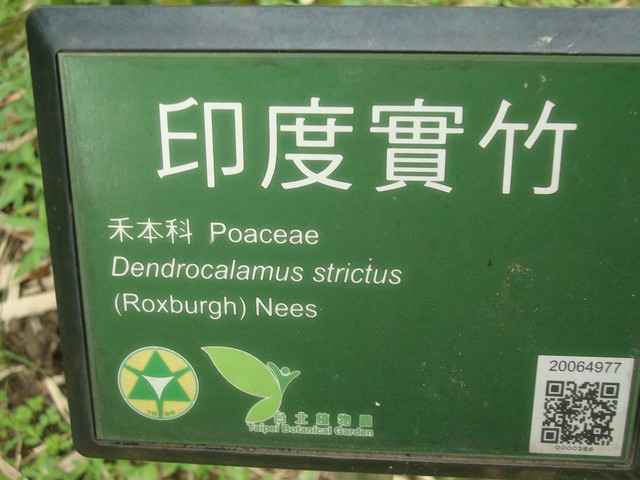 印度實竹
禾本科 Poaceae
Dendrocalamus strictus
(Roxburgh) Nees
台北植物園
Taipei Botanical Garden
20064977